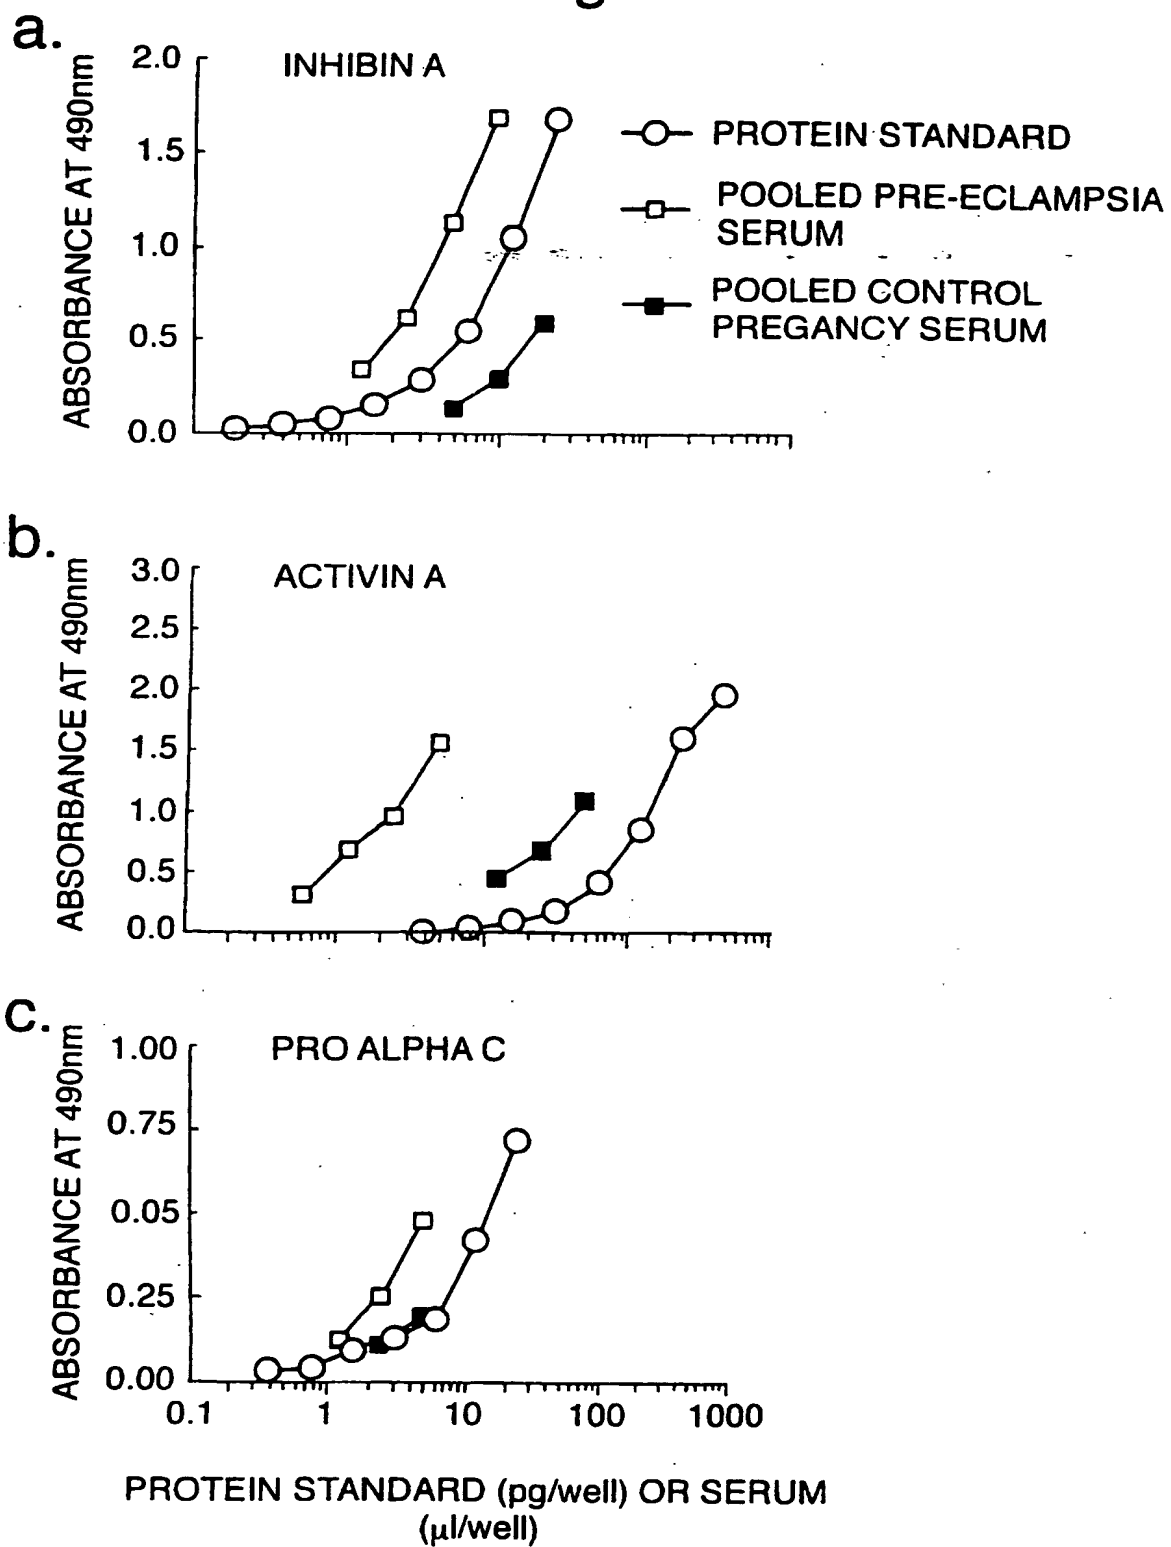 a.
INHIBIN A
ABSORBANCE AT 490nm
2.0
1.5
1.0
0.5
0.0
PROTEIN STANDARD
POOLED PRE-ECLAMPSIA
SERUM
POOLED CONTROL
PREGANCY SERUM
b.
ACTIVIN A
ABSORBANCE AT 490nm
3.0
2.5
2.0
1.5
1.0
0.5
0.0
c.
PRO ALPHA C
ABSORBANCE AT 490nm
1.00
0.75
0.05
0.25
0.00
0.1 1 10 100 1000
PROTEIN STANDARD (pg/well) OR SERUM
(µl/well)